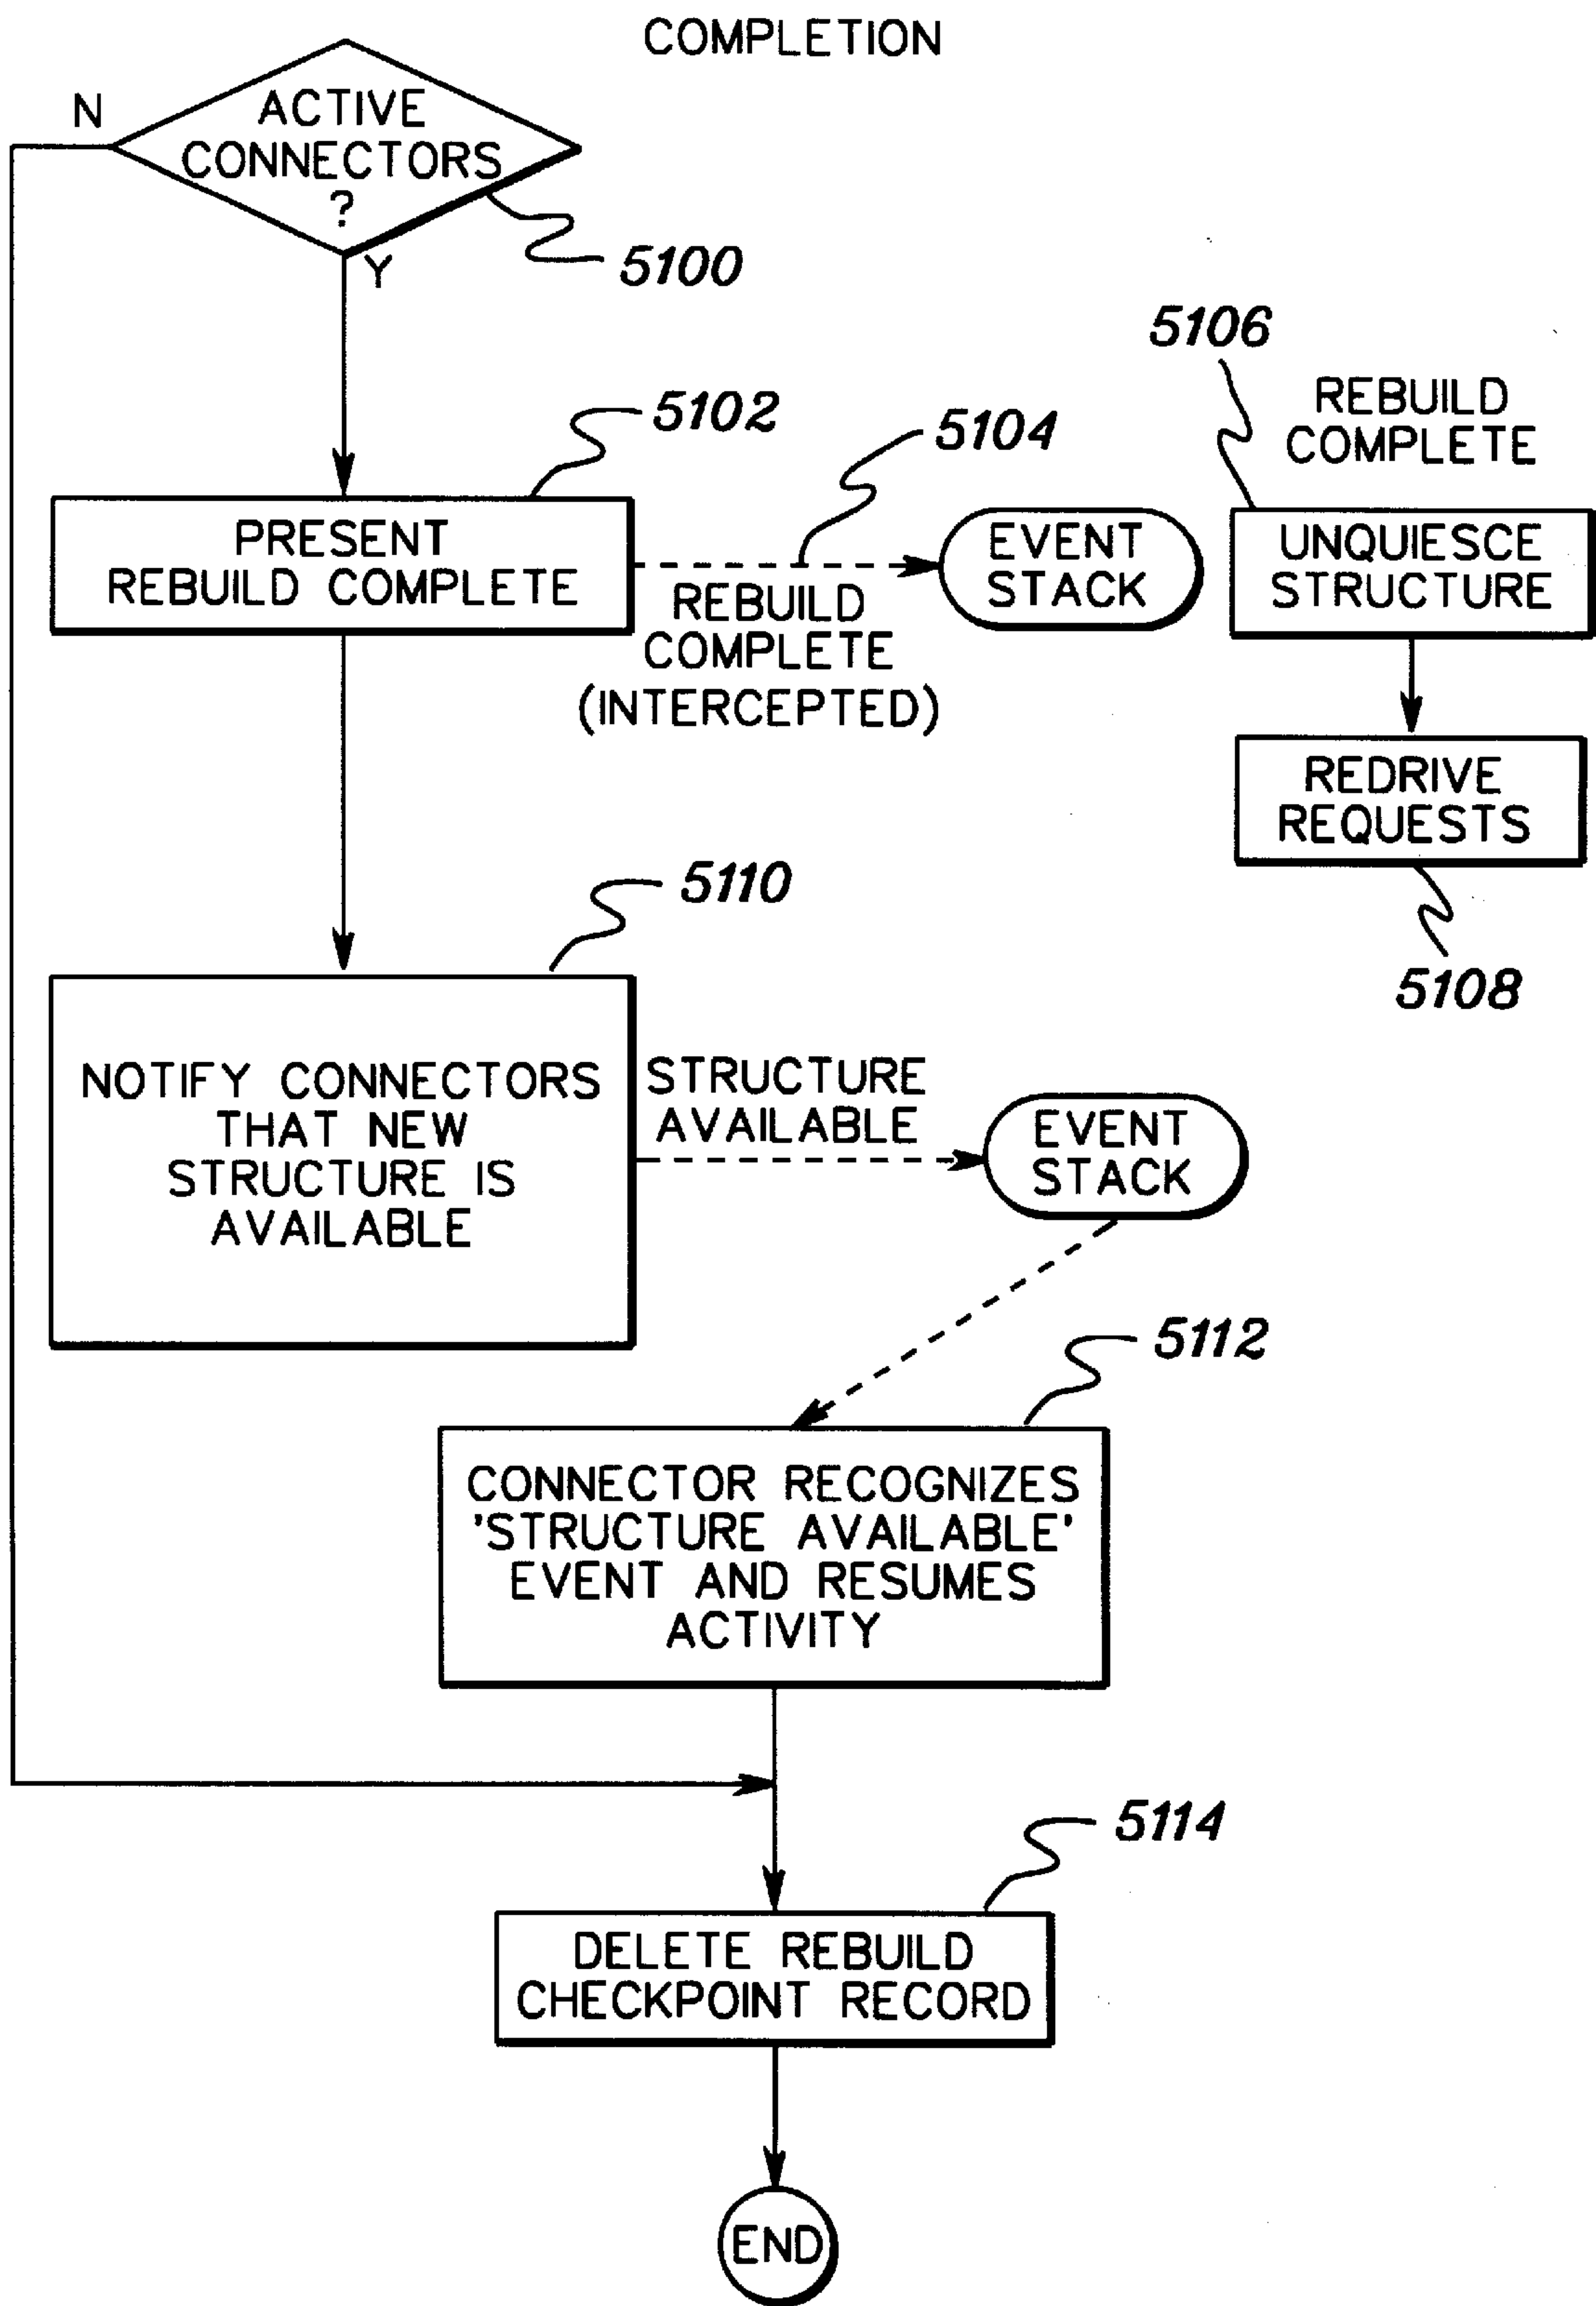 COMPLETION
N
ACTIVE
CONNECTORS
?
Y
5100
5106
REBUILD
COMPLETE
5102
5104
PRESENT
REBUILD COMPLETE
EVENT
STACK
UNQUIESCE
STRUCTURE
REBUILD
COMPLETE
(INTERCEPTED)
REDRIVE
REQUESTS
5108
5110
NOTIFY CONNECTORS
THAT NEW
STRUCTURE IS
AVAILABLE
STRUCTURE
AVAILABLE
EVENT
STACK
5112
CONNECTOR RECOGNIZES
'STRUCTURE AVAILABLE'
EVENT AND RESUMES
ACTIVITY
5114
DELETE REBUILD
CHECKPOINT RECORD
END